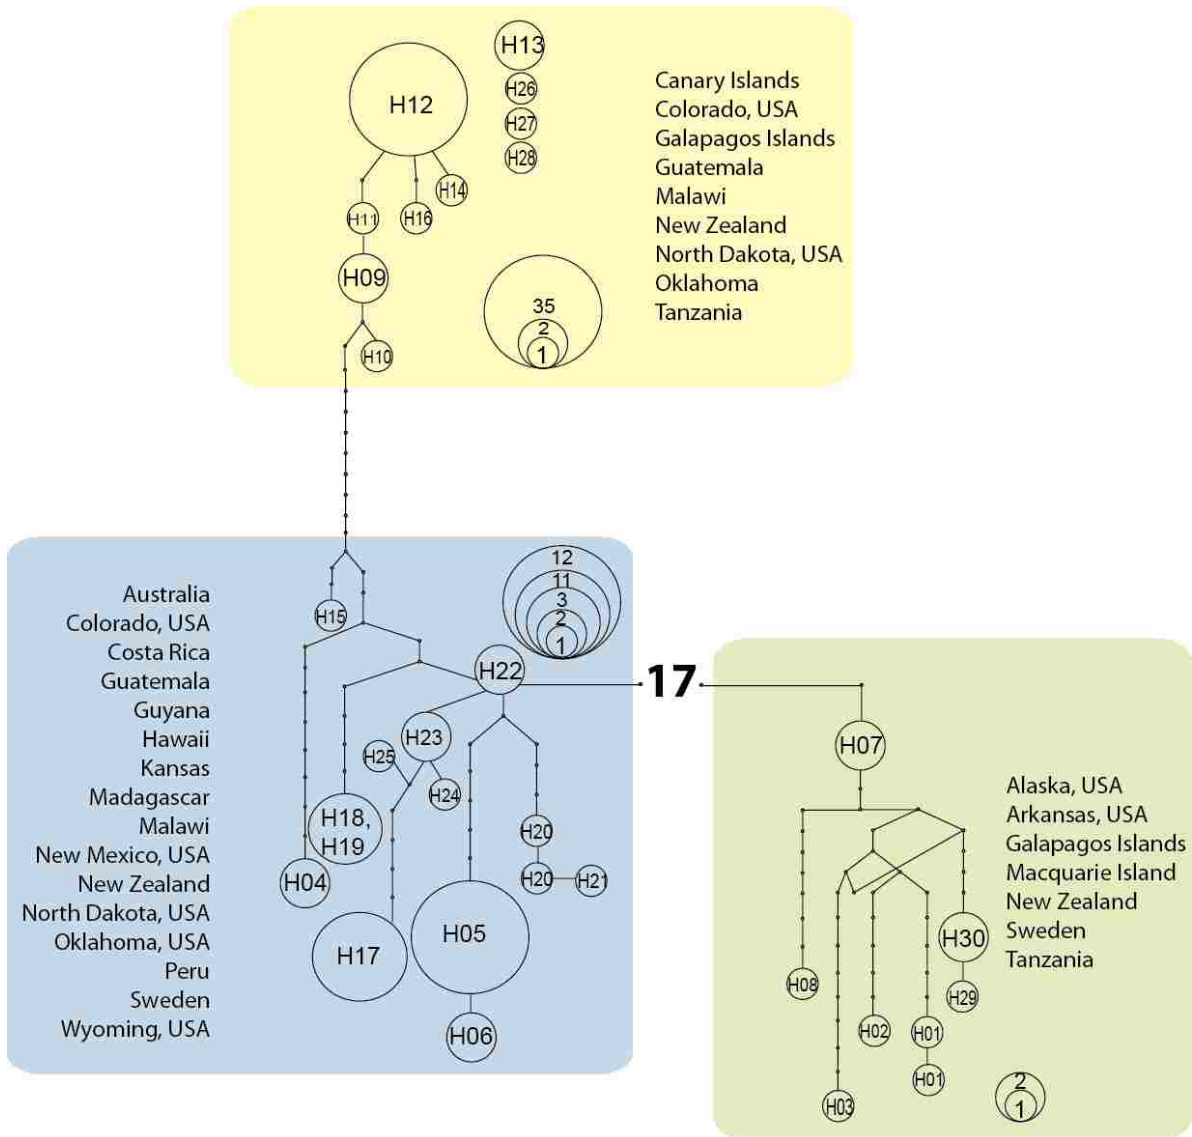 H13
H26
H27
H28
H12
H14
H11
H16
H09
H10
35
2
1
Canary Islands
Colorado, USA
Galapagos Islands
Guatemala
Malawi
New Zealand
North Dakota, USA
Oklahoma
Tanzania
Australia
Colorado, USA
Costa Rica
Guatemala
Guyana
Hawaii
Kansas
Madagascar
Malawi
New Mexico, USA
New Zealand
North Dakota, USA
Oklahoma, USA
Peru
Sweden
Wyoming, USA
12
11
3
2
1
H15
H22
H23
H25
H24
H18,
H19
H04
H20
H20
H21
H17
H05
H06
17
H07
H30
H08
H29
H02
H01
H01
H03
Alaska, USA
Arkansas, USA
Galapagos Islands
Macquarie Island
New Zealand
Sweden
Tanzania
2
1